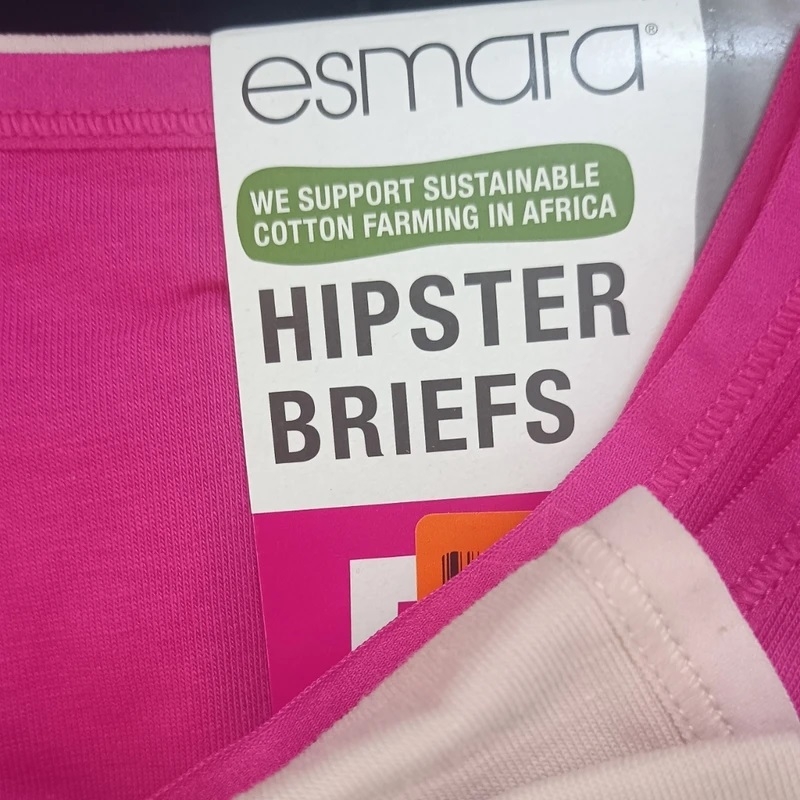 esmara®
WE SUPPORT SUSTAINABLE
COTTON FARMING IN AFRICA
HIPSTER
BRIEFS